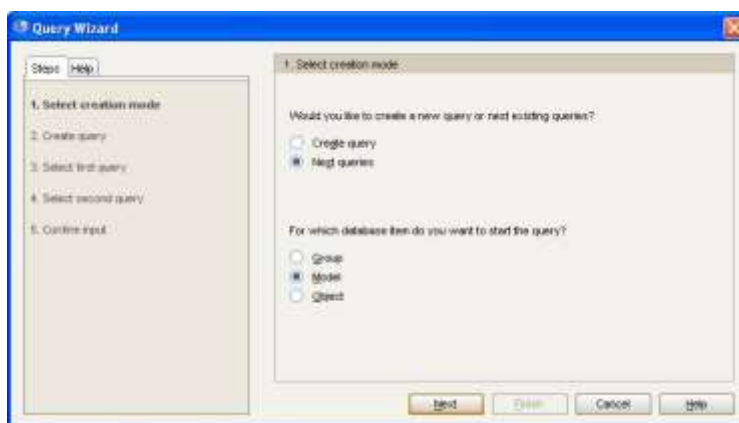 Query Wizard
Steps Help
1. Select creation mode
2. Create query
3. Select first query
4. Select second query
5. Confirm input
1. Select creation mode
Would you like to create a new query or nest existing queries?
Create query
Nest queries
For which database item do you want to start the query?
Group
Model
Object
Next Finish Cancel Help